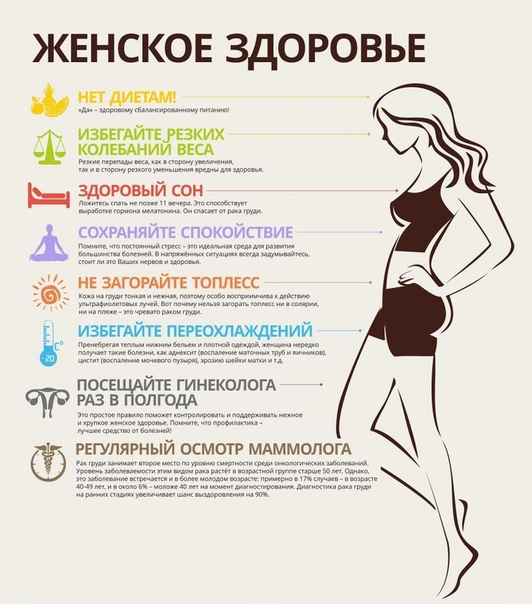 ЖЕНСКОЕ ЗДОРОВЬЕ
НЕТ ДИЕТАМ!
«Да» – здоровому сбалансированному питанию!
ИЗБЕГАЙТЕ РЕЗКИХ
КОЛЕБАНИЙ ВЕСА
Резкие перепады веса, как в сторону увеличения,
так и в сторону резкого уменьшения вредны для здоровья.
ЗДОРОВЫЙ СОН
Ложитесь спать не позже 11 вечера. Это способствует
выработке гормона мелатонина. Он спасает от рака груди.
СОХРАНЯЙТЕ СПОКОЙСТВИЕ
Помните, что постоянный стресс – это идеальная среда для развития
большинства болезней. В напряжённых ситуациях всегда задумывайтесь,
стоит ли это Ваших нервов и здоровья.
НЕ ЗАГОРАЙТЕ ТОПЛЕСС
Кожа на груди тонкая и нежная, поэтому особо восприимчива к действию
ультрафиолетовых лучей. Вот почему нельзя загорать топлесс ни в солярии,
ни на пляже – это чревато раком груди.
ИЗБЕГАЙТЕ ПЕРЕОХЛАЖДЕНИЙ
-20°
Пренебрегая теплым нижним бельем и плотной одеждой, женщина нередко
получает такие болезни, как аднексит (воспаление маточных труб и яичников),
цистит (воспаление мочевого пузыря), эрозию шейки матки и т.д.
ПОСЕЩАЙТЕ ГИНЕКОЛОГА
РАЗ В ПОЛГОДА
Это простое правило поможет контролировать и поддерживать нежное
и хрупкое женское здоровье. Помните, что профилактика –
лучшее средство от болезней!
РЕГУЛЯРНЫЙ ОСМОТР МАММОЛОГА
Рак груди занимает второе место по уровню смертности среди онкологических заболеваний.
Уровень заболеваемости этим видом рака растёт в возрастной группе старше 50 лет. Однако,
это заболевание встречается и в более молодом возрасте: примерно в 17% случаев – в возрасте
40-49 лет, и в около 6% – моложе 40 лет на момент диагностирования. Диагностика рака груди
на ранних стадиях увеличивает шанс выздоровления на 90%.